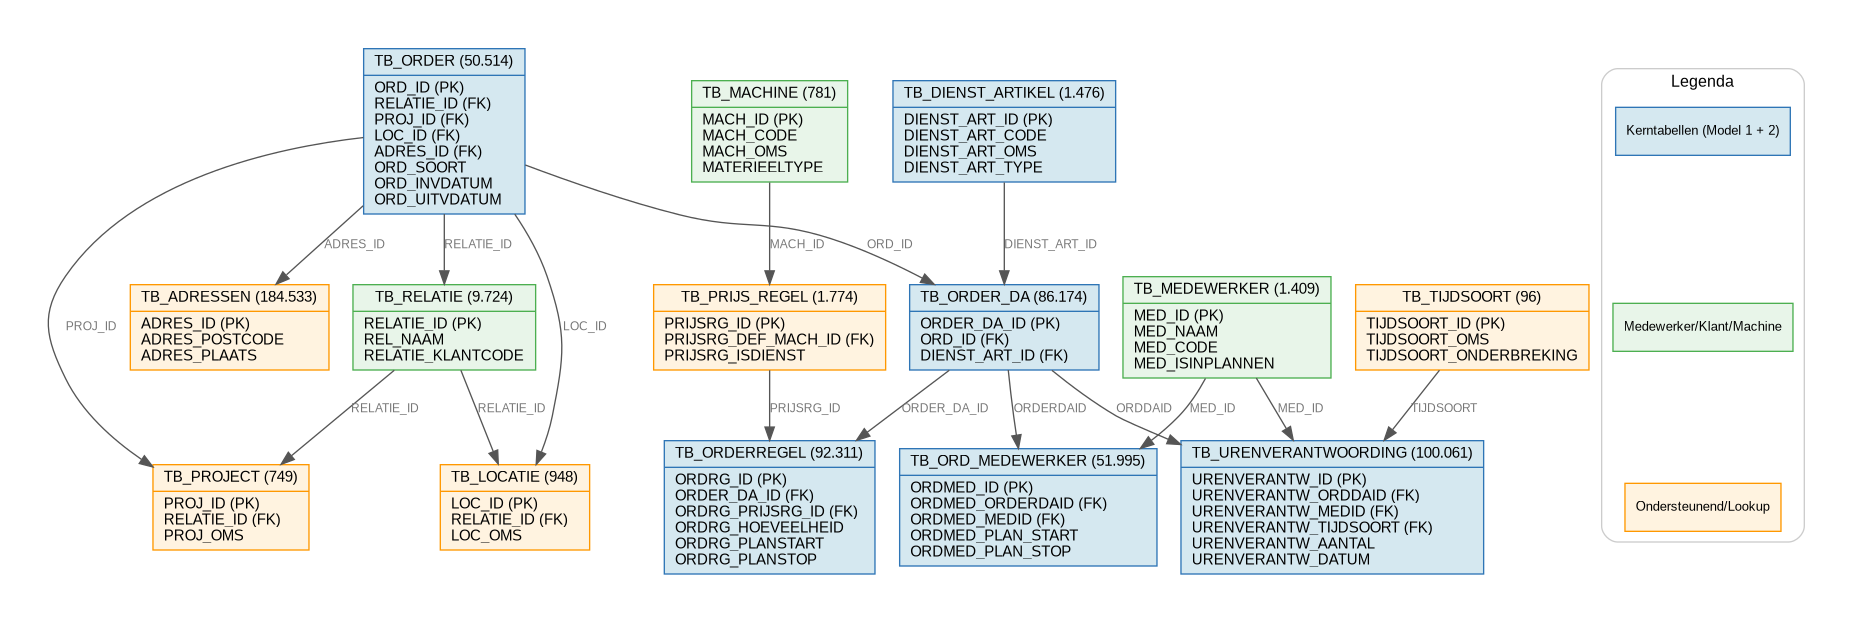 TB_ORDER (50.514)
ORD_ID (PK)
RELATIE_ID (FK)
PROJ_ID (FK)
LOC_ID (FK)
ADRES_ID (FK)
ORD_SOORT
ORD_INVDATUM
ORD_UITVDATUM
TB_MACHINE (781)
MACH_ID (PK)
MACH_CODE
MACH_OMS
MATERIEELTYPE
TB_DIENST_ARTIKEL (1.476)
DIENST_ART_ID (PK)
DIENST_ART_CODE
DIENST_ART_OMS
DIENST_ART_TYPE
Legenda
Kerntabellen (Model 1 + 2)
Medewerker/Klant/Machine
Ondersteunend/Lookup
ADRES_ID
RELATIE_ID
MACH_ID
ORD_ID
DIENST_ART_ID
PROJ_ID
LOC_ID
TB_ADRESSEN (184.533)
ADRES_ID (PK)
ADRES_POSTCODE
ADRES_PLAATS
TB_RELATIE (9.724)
RELATIE_ID (PK)
REL_NAAM
RELATIE_KLANTCODE
TB_PRIJS_REGEL (1.774)
PRIJSRG_ID (PK)
PRIJSRG_DEF_MACH_ID (FK)
PRIJSRG_ISDIENST
TB_ORDER_DA (86.174)
ORDER_DA_ID (PK)
ORD_ID (FK)
DIENST_ART_ID (FK)
TB_MEDEWERKER (1.409)
MED_ID (PK)
MED_NAAM
MED_CODE
MED_ISINPLANNEN
TB_TIJDSOORT (96)
TIJDSOORT_ID (PK)
TIJDSOORT_OMS
TIJDSOORT_ONDERBREKING
RELATIE_ID
RELATIE_ID
PRIJSRG_ID
ORDER_DA_ID
ORDERDAID
ORDDAID
MED_ID
MED_ID
TIJDSOORT
TB_PROJECT (749)
PROJ_ID (PK)
RELATIE_ID (FK)
PROJ_OMS
TB_LOCATIE (948)
LOC_ID (PK)
RELATIE_ID (FK)
LOC_OMS
TB_ORDERREGEL (92.311)
ORDRG_ID (PK)
ORDER_DA_ID (FK)
ORDRG_PRIJSRG_ID (FK)
ORDRG_HOEVEELHEID
ORDRG_PLANSTART
ORDRG_PLANSTOP
TB_ORD_MEDEWERKER (51.995)
ORDMED_ID (PK)
ORDMED_ORDERDAID (FK)
ORDMED_MEDID (FK)
ORDMED_PLAN_START
ORDMED_PLAN_STOP
TB_URENVERANTWOORDING (100.061)
URENVERANTW_ID (PK)
URENVERANTW_ORDDAID (FK)
URENVERANTW_MEDID (FK)
URENVERANTW_TIJDSOORT (FK)
URENVERANTW_AANTAL
URENVERANTW_DATUM